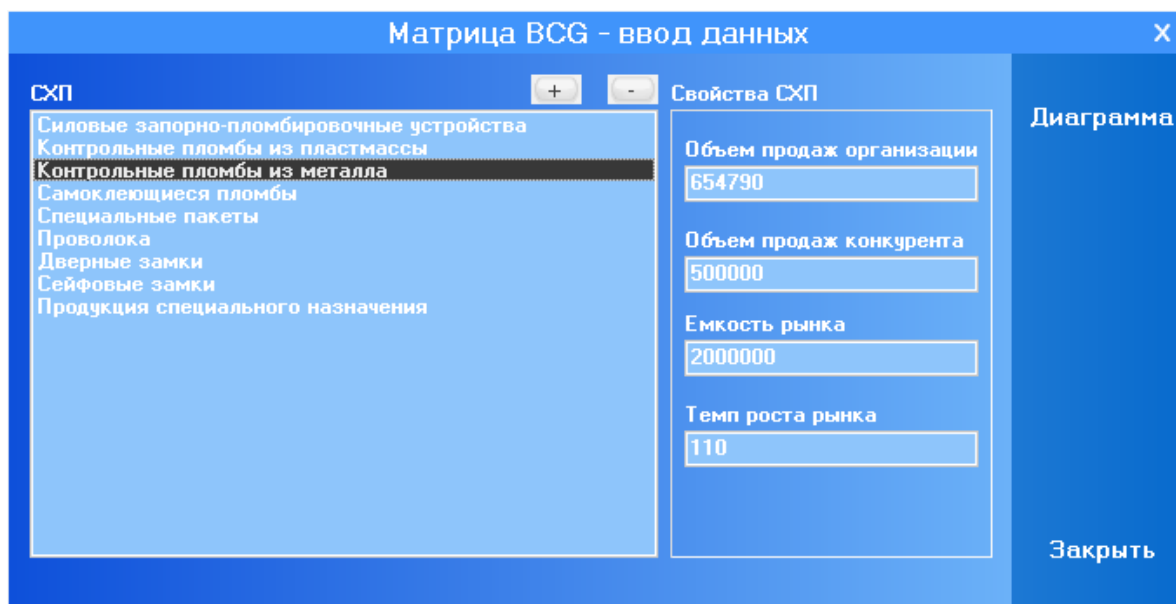 Матрица BCG - ввод данных X
СХП + -
Силовые запорно-пломбировочные устройства
Контрольные пломбы из пластмассы
Контрольные пломбы из металла
Самоклеющиеся пломбы
Специальные пакеты
Проволока
Дверные замки
Сейфовые замки
Продукция специального назначения
Свойства СХП
Объем продаж организации
654790
Объем продаж конкурента
500000
Емкость рынка
2000000
Темп роста рынка
110
Диаграмма
Закрыть